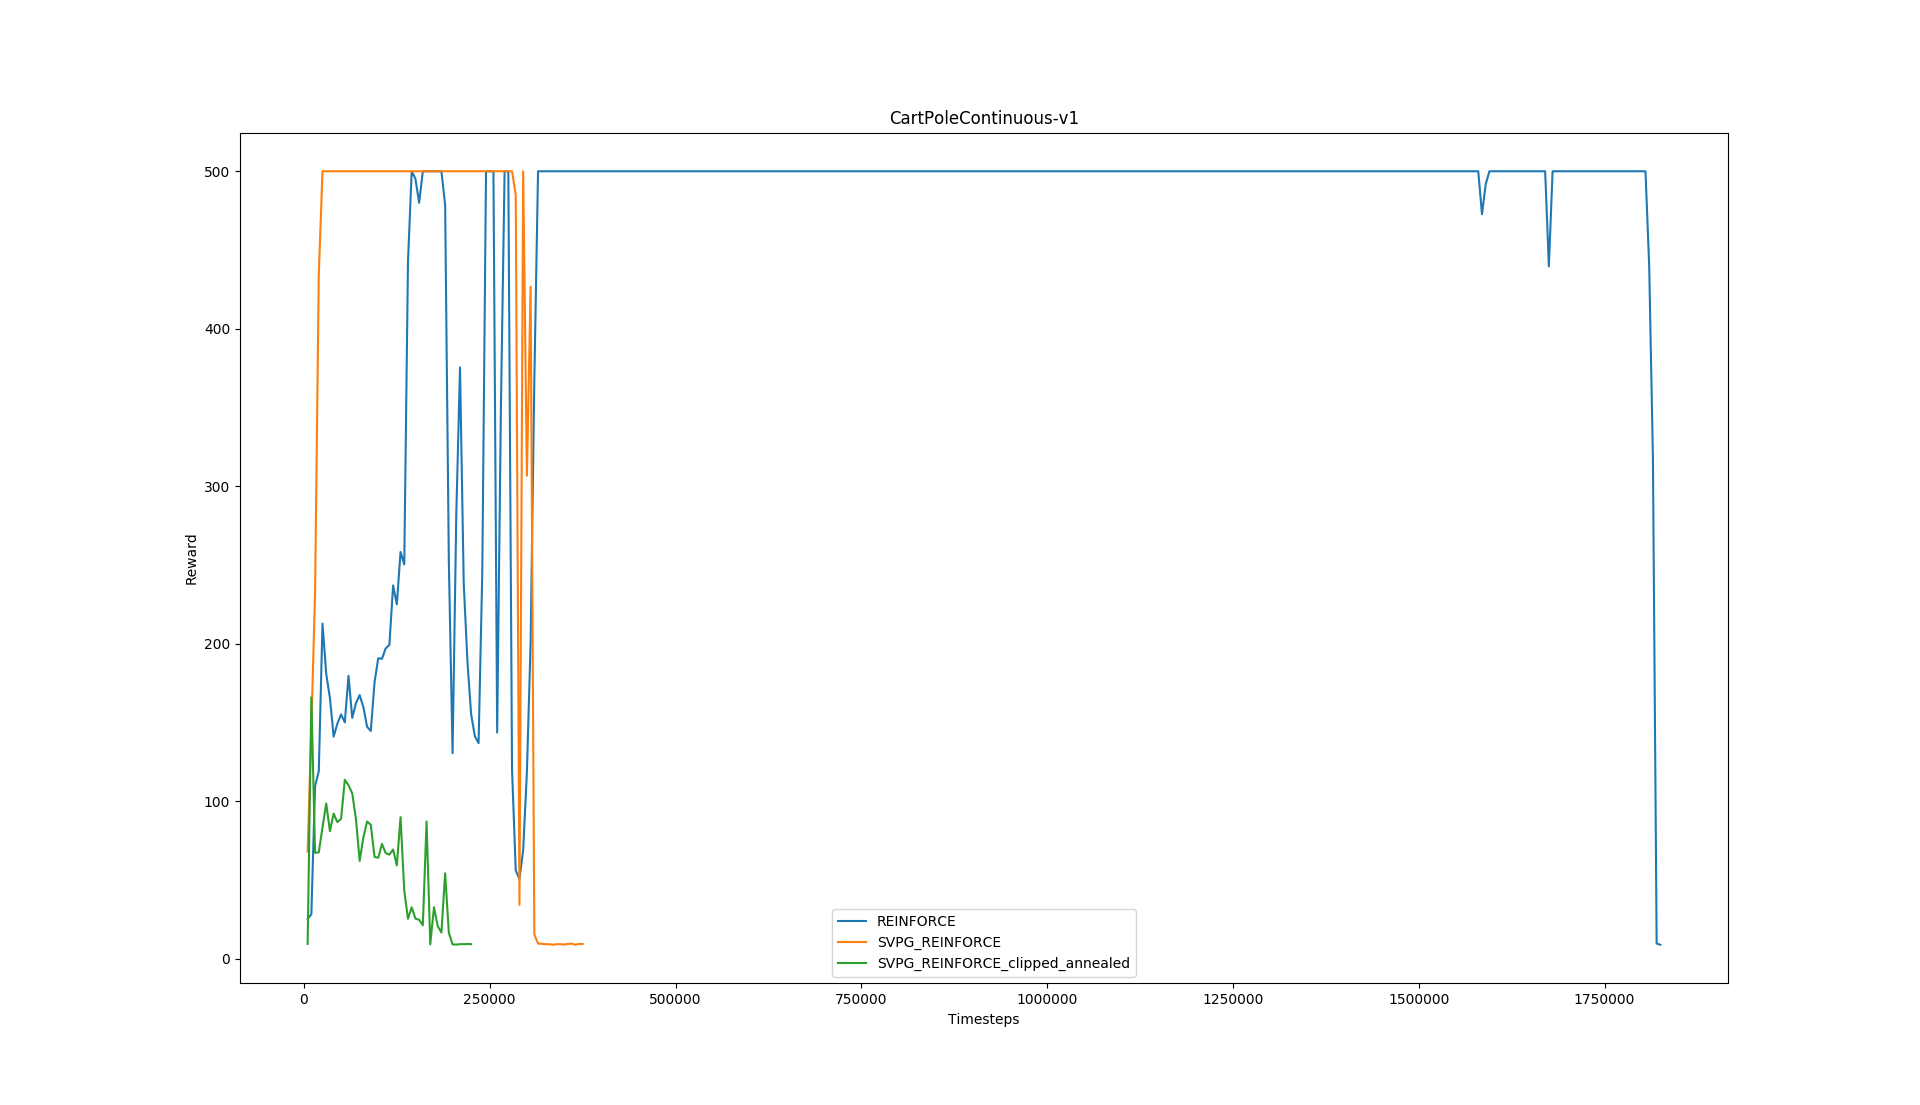 CartPoleContinuous-v1
500
400
300
200
100
0
Reward
REINFORCE
SVPG_REINFORCE
SVPG_REINFORCE_clipped_annealed
0 250000 500000 750000 1000000 1250000 1500000 1750000
Timesteps